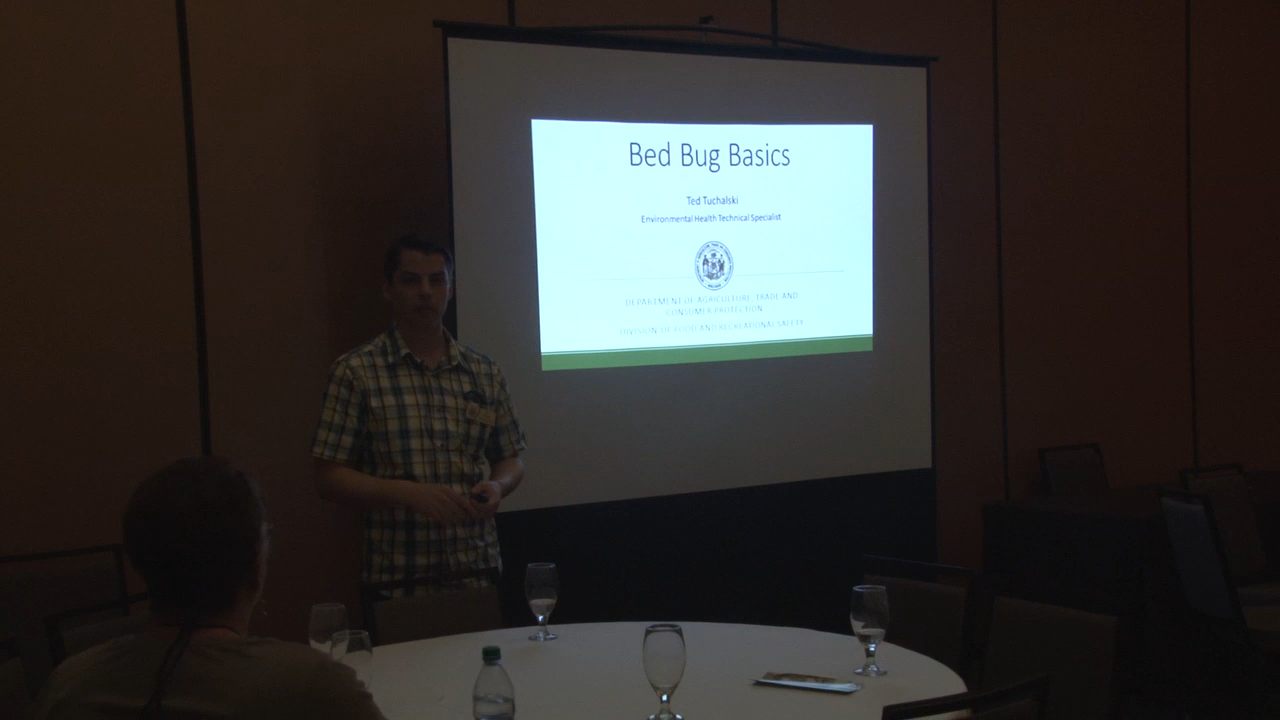 Bed Bug Basics
Ted Tuchalski
Environmental Health Technical Specialist
DEPARTMENT OF AGRICULTURE, TRADE AND
CONSUMER PROTECTION
DIVISION OF FOOD AND RECREATIONAL SAFETY